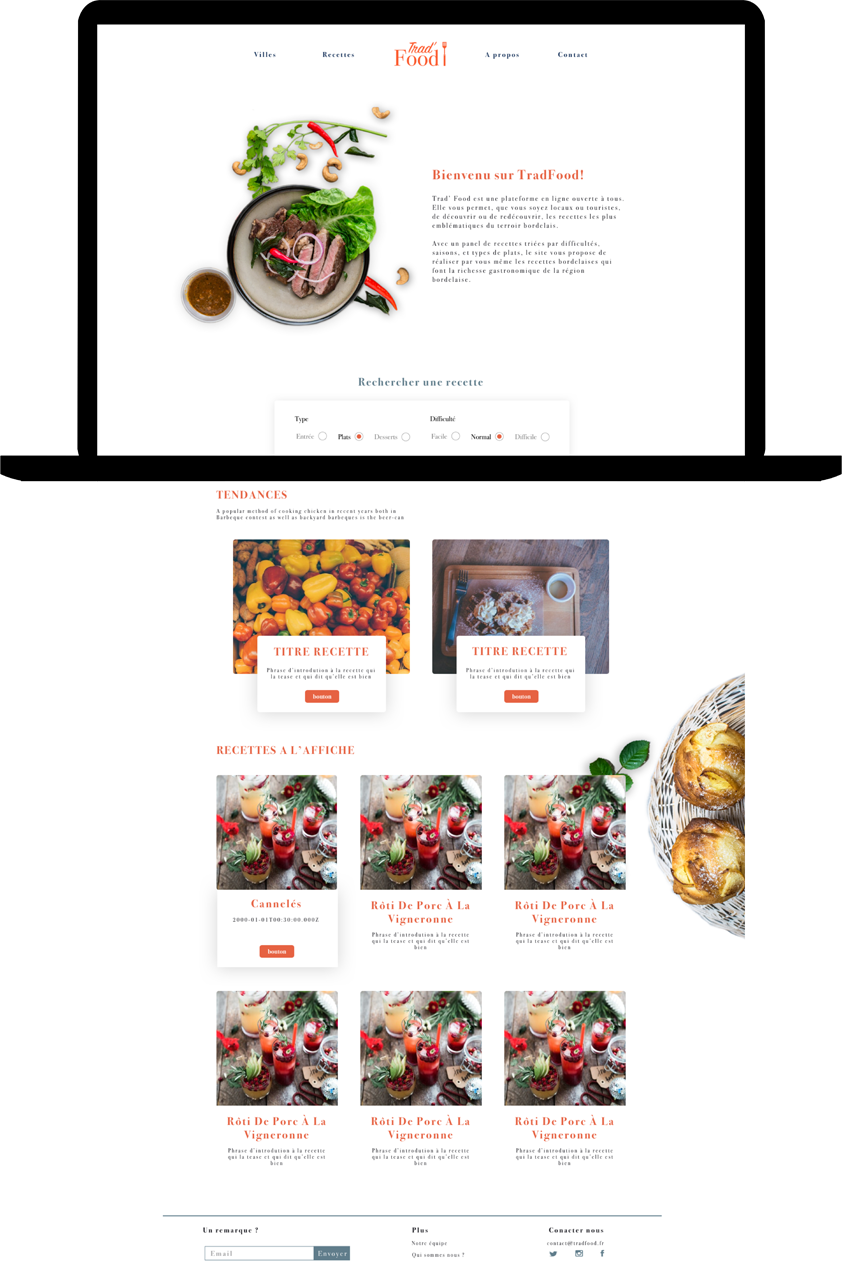 Villes
Recettes
Trad'
Food
A propos
Contact
Bienvenu sur TradFood!
Trad' Food est une plateforme en ligne ouverte à tous.
Elle vous permet, que vous soyez locaux ou touristes,
de découvrir ou de redécouvrir, les recettes les plus
emblématiques du terroir bordelais.
Avec un panel de recettes triées par difficultés,
saisons, et types de plats, le site vous propose de
réaliser par vous même les recettes bordelaises qui
font la richesse gastronomique de la région
bordelaise.
Rechercher une recette
Type
Difficulté
Entrée
Plats
Desserts
Facile
Normal
Difficile
TENDANCES
A popular method of cooking chicken in recent years both in
Barbeque contest as well as backyard barbeques is the beer-can
TITRE RECETTE
Phrase d'introdution à la recette qui
la tease et qui dit qu'elle est bien
bouton
TITRE RECETTE
Phrase d'introdution à la recette qui
la tease et qui dit qu'elle est bien
bouton
RECETTES A L'AFFICHE
Cannelés
2000-01-01T00:30:00.000Z
bouton
Rôti De Porc À La
Vigneronne
Phrase d'introdution à la recette
qui la tease et qui dit qu'elle est
bien
Rôti De Porc À La
Vigneronne
Phrase d'introdution à la recette
qui la tease et qui dit qu'elle est
bien
Rôti De Porc À La
Vigneronne
Phrase d'introdution à la recette
qui la tease et qui dit qu'elle est
bien
Rôti De Porc À La
Vigneronne
Phrase d'introdution à la recette
qui la tease et qui dit qu'elle est
bien
Rôti De Porc À La
Vigneronne
Phrase d'introdution à la recette
qui la tease et qui dit qu'elle est
bien
Un remarque ?
Email
Envoyer
Plus
Notre équipe
Qui sommes nous ?
Conacter nous
contact@tradfood.fr